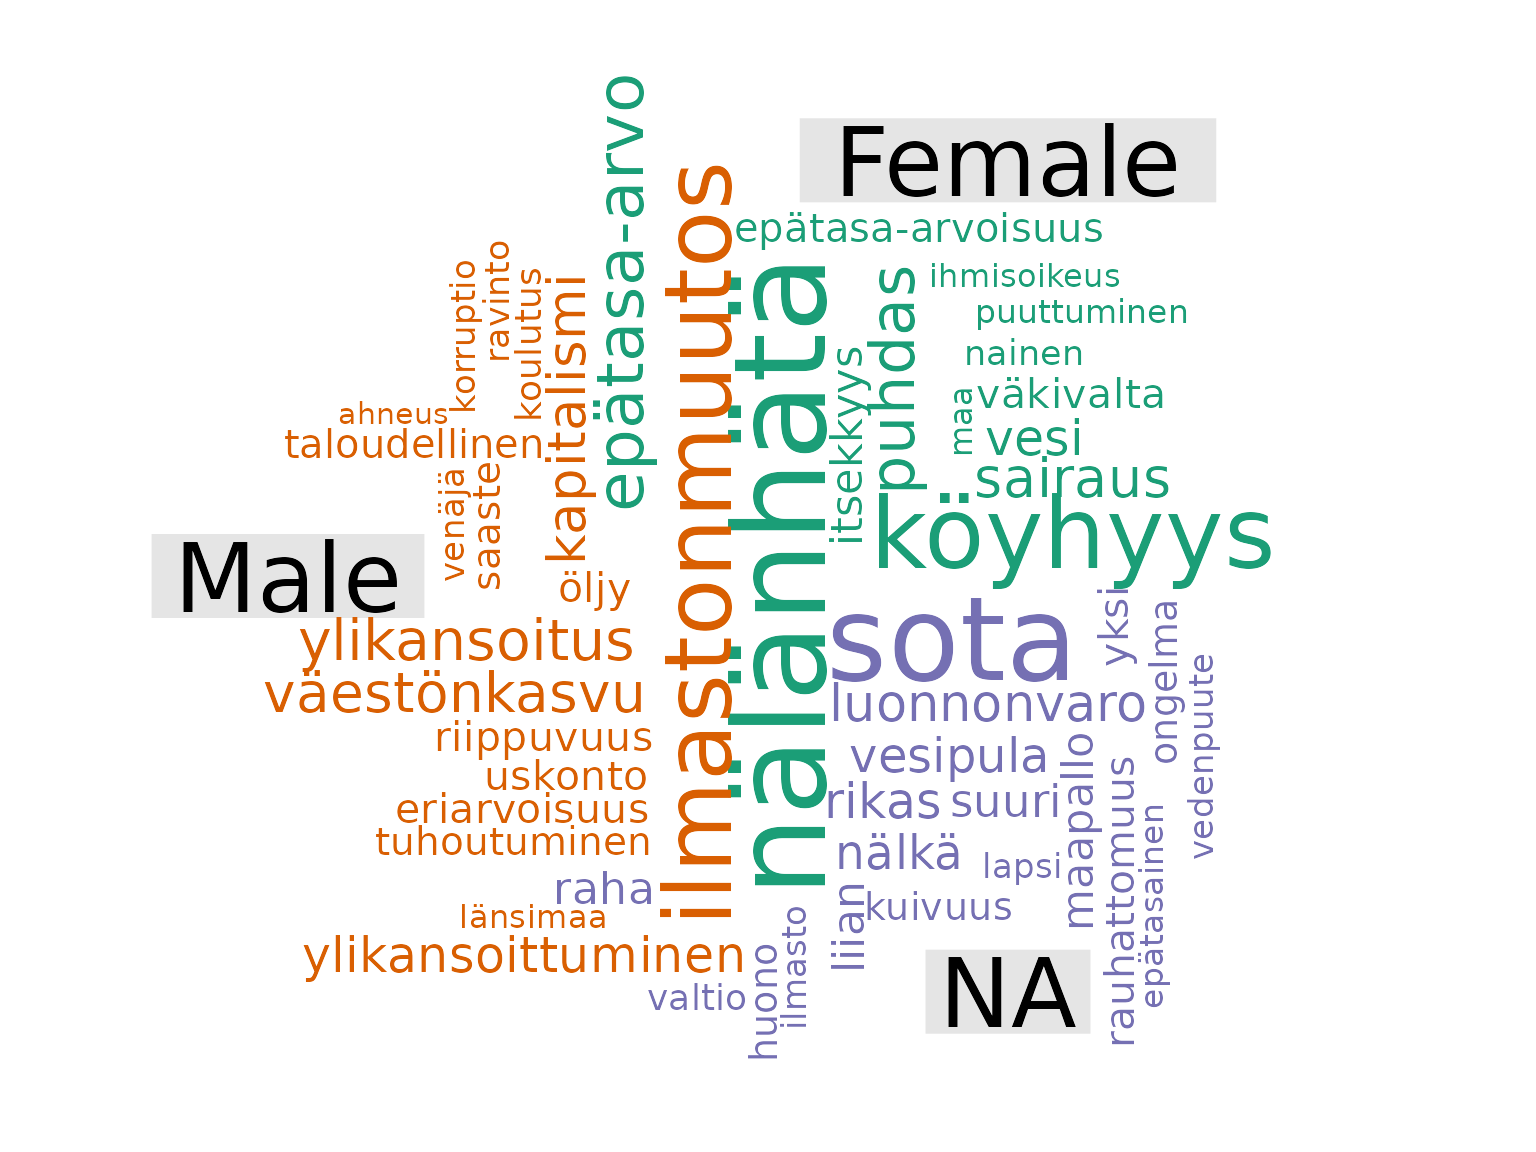 Female
epätasa-arvo
ilmastonmuutos
epätasa-arvoisuus
nälänhätä
puhdas
ihmisoikeus
puuttuminen
nainen
itsekkyys
maa
väkivalta
vesi
sairaus
köyhyys
korruptio
ravinto
koulutus
kapitalismi
ahneus
taloudellinen
venäjä
saaste
Male
öljy
ylikansoitus
väestönkasvu
riippuvuus
uskonto
eriarvoisuus
tuhoutuminen
raha
länsimaa
ylikansoittuminen
sota
yksi
ongelma
vedenpuute
luonnonvaro
vesipula
maapallo
rikas
suuri
rauhattomuus
epätasainen
nälkä
lapsi
liian
kuivuus
ilmasto
huono
valtio
NA